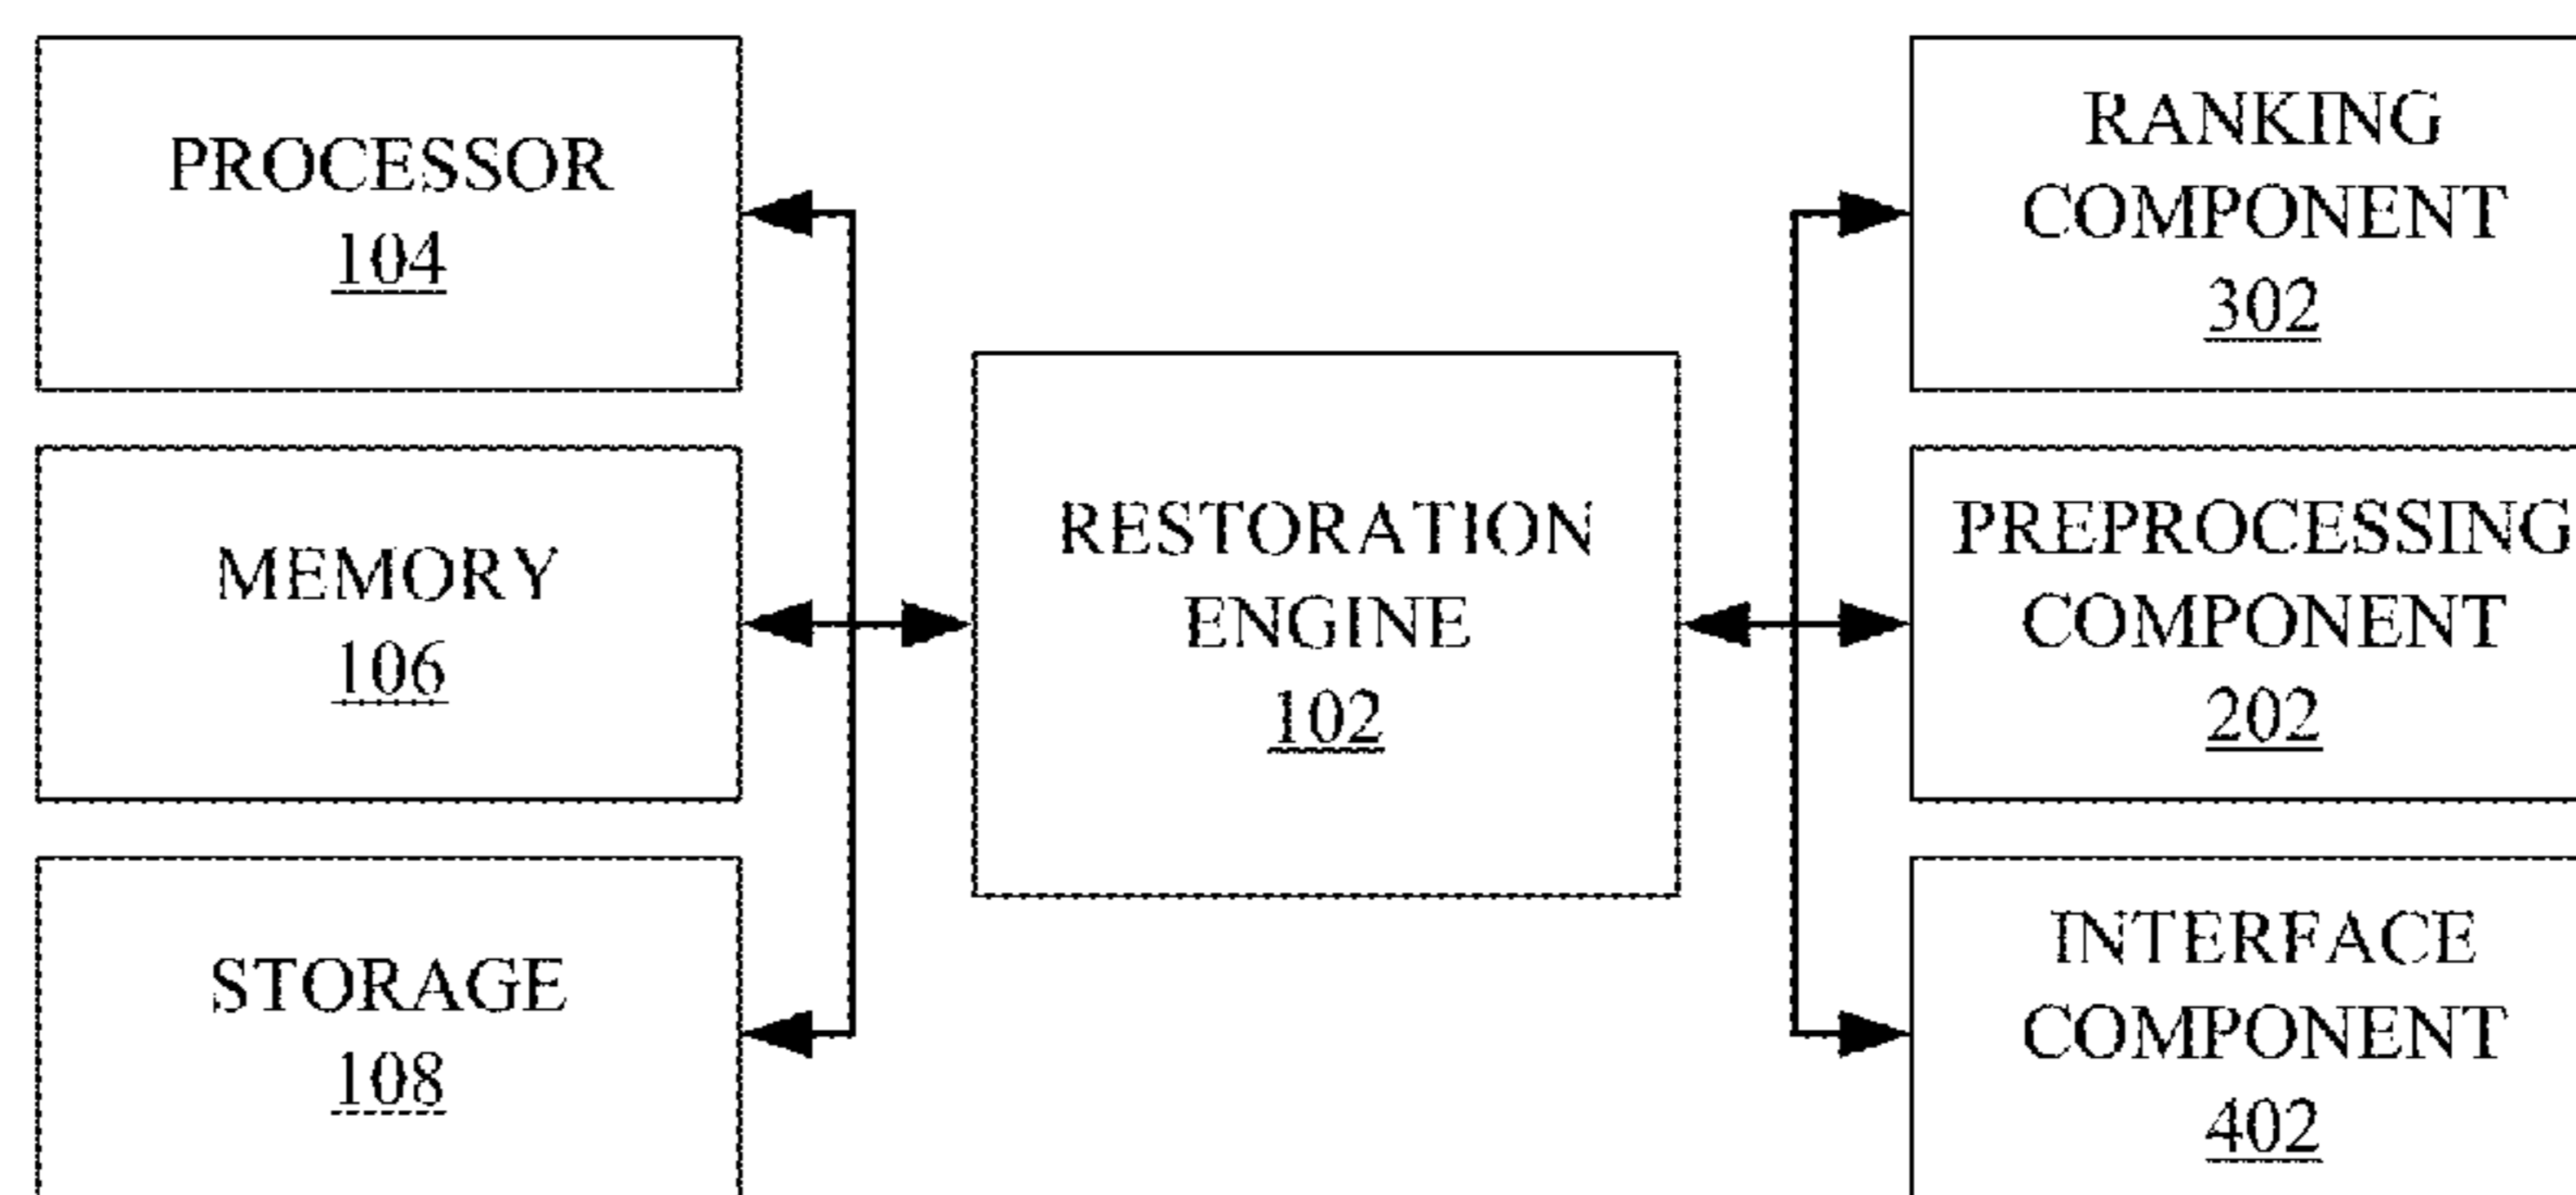 PROCESSOR
104
MEMORY
106
STORAGE
108
RESTORATION
ENGINE
102
RANKING
COMPONENT
302
PREPROCESSING
COMPONENT
202
INTERFACE
COMPONENT
402